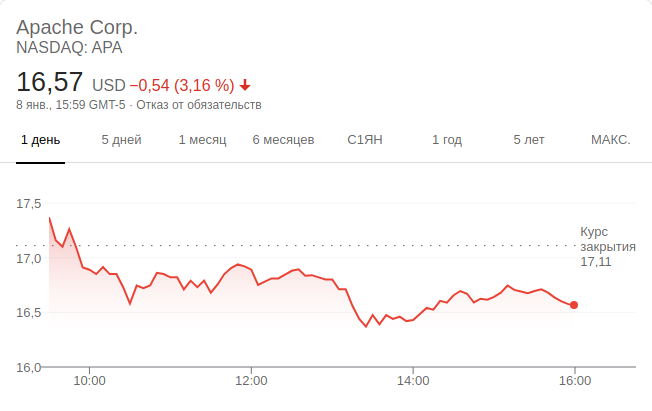 Apache Corp.
NASDAQ: APA
16,57 USD −0,54 (3,16 %)
8 янв., 15:59 GMT-5 · Отказ от обязательств
1 день 5 дней 1 месяц 6 месяцев С1ЯН 1 год 5 лет МАКС.
17,5
Курс
закрытия
17,11
17,0
16,5
16,0
10:00 12:00 14:00 16:00